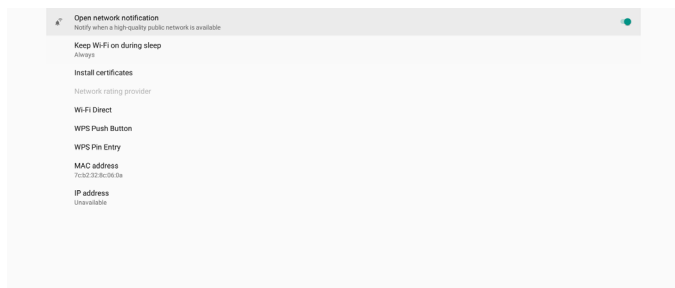 Open network notification
Notify when a high-quality public network is available
Keep Wi-Fi on during sleep
Always
Install certificates
Network rating provider
Wi-Fi Direct
WPS Push Button
WPS Pin Entry
MAC address
7c:b2:32:8c:06:0a
IP address
Unavailable